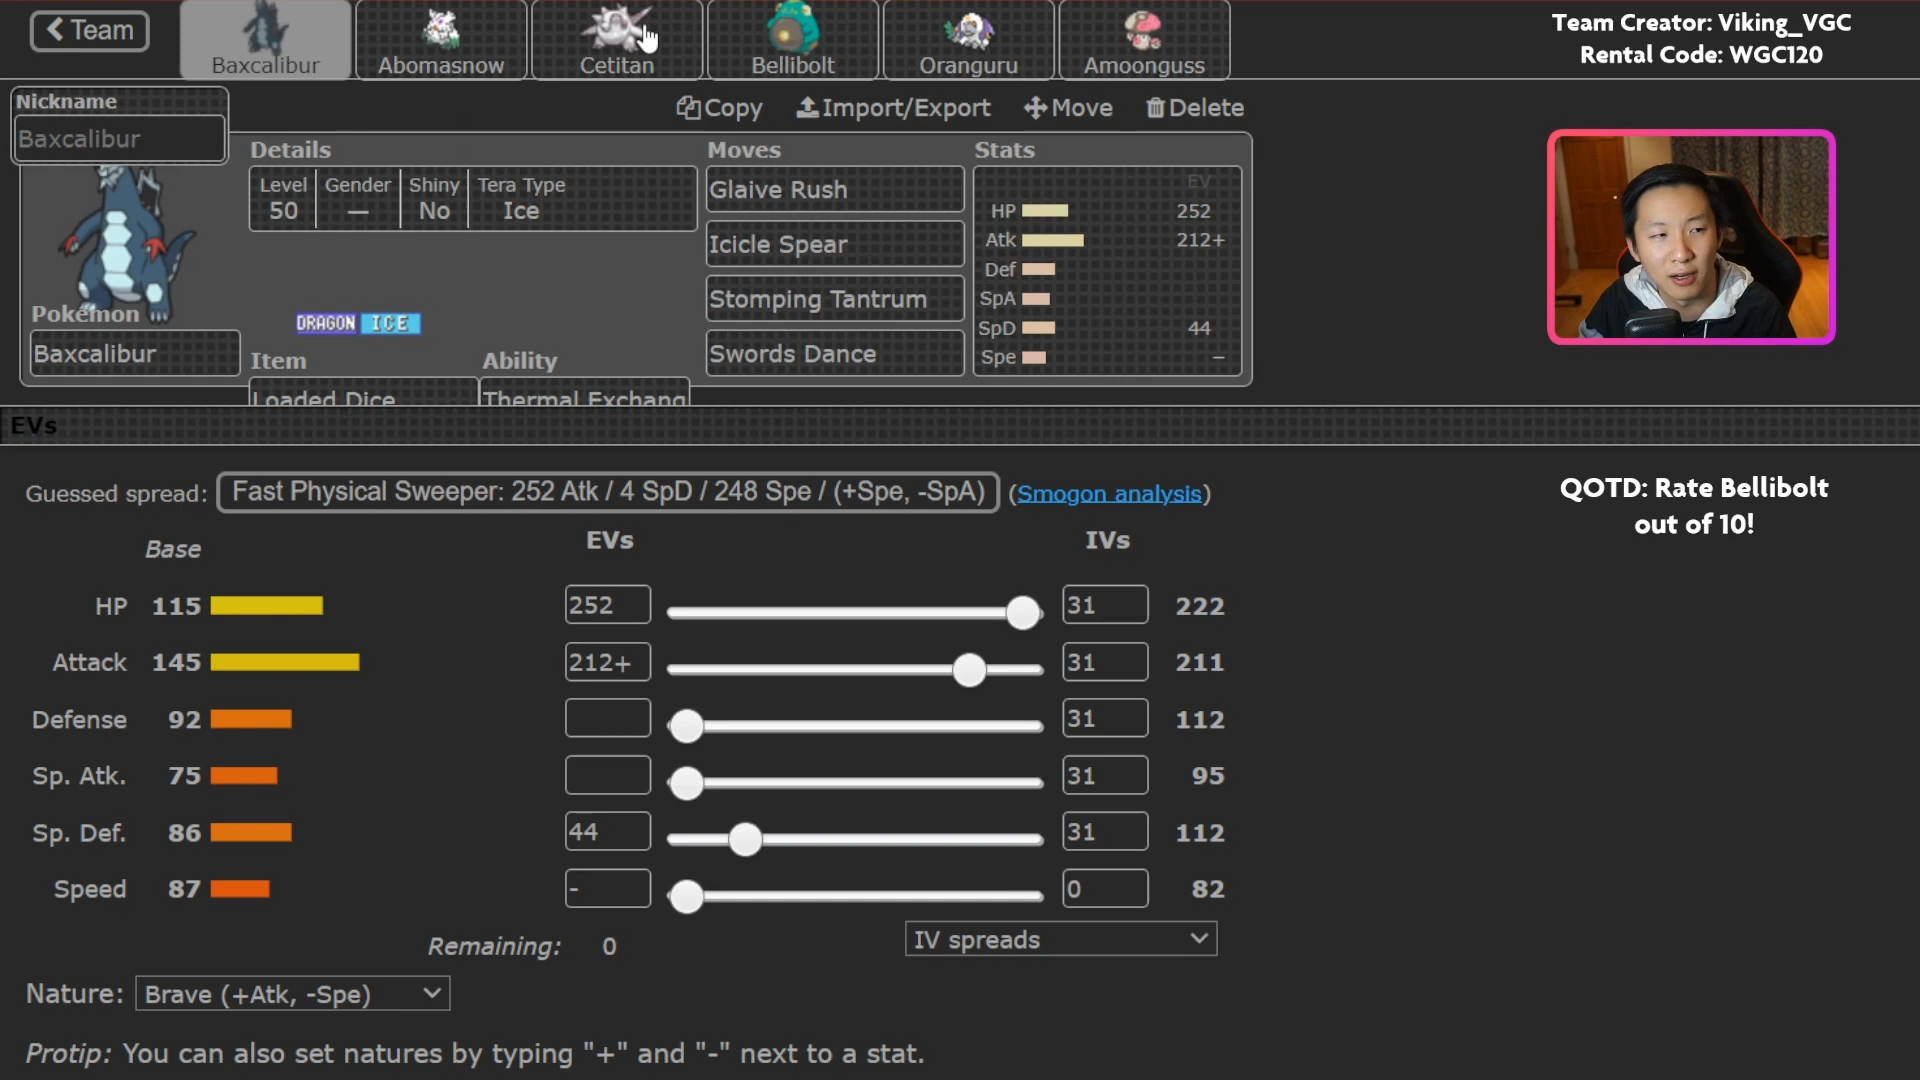 Team
Baxcalibur
Abomasnow
Cetitan
Bellibolt
Oranguru
Amoonguss
Team Creator: Viking_VGC
Rental Code: WGC120
Copy
Import/Export
Move
Delete
Nickname
Baxcalibur
Pokémon
Baxcalibur
Details
Level
50
Gender
—
Shiny
No
Tera Type
Ice
DRAGON ICE
Item
Loaded Dice
Ability
Thermal Exchang
Moves
Glaive Rush
Icicle Spear
Stomping Tantrum
Swords Dance
Stats
EV
HP 252
Atk 212+
Def
SpA
SpD 44
Spe –
EVs
Guessed spread: Fast Physical Sweeper: 252 Atk / 4 SpD / 248 Spe / (+Spe, -SpA) (Smogon analysis)
Base EVs IVs
HP 115 252 31 222
Attack 145 212+ 31 211
Defense 92 31 112
Sp. Atk. 75 31 95
Sp. Def. 86 44 31 112
Speed 87 - 0 82
Remaining: 0
IV spreads
Nature: Brave (+Atk, -Spe)
Protip: You can also set natures by typing "+" and "-" next to a stat.
QOTD: Rate Bellibolt
out of 10!